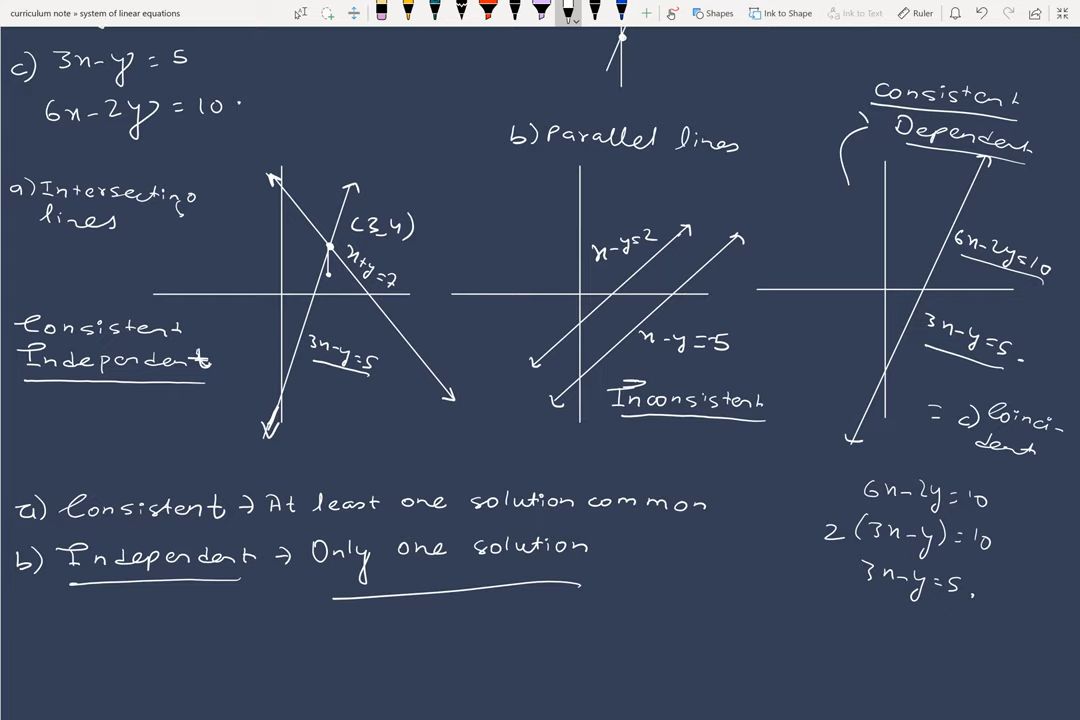 curriculum note » system of linear equations
Shapes
Ink to Shape
Ink to Text
Ruler
c) 3x-y = 5
6x-2y = 10
Consistent
Dependent
b) Parallel lines
a) Intersecting
lines
(3,4)
x+y=7
3x-y=5
Consistent
Independent
x-y=2
x-y=-5
Inconsistent
6x-2y=10
3x-y=5
= c) Coinci-
dent
a) Consistent → At least one solution common
b) Independent → Only one solution
6x-2y=10
2(3x-y)=10
3x-y=5.